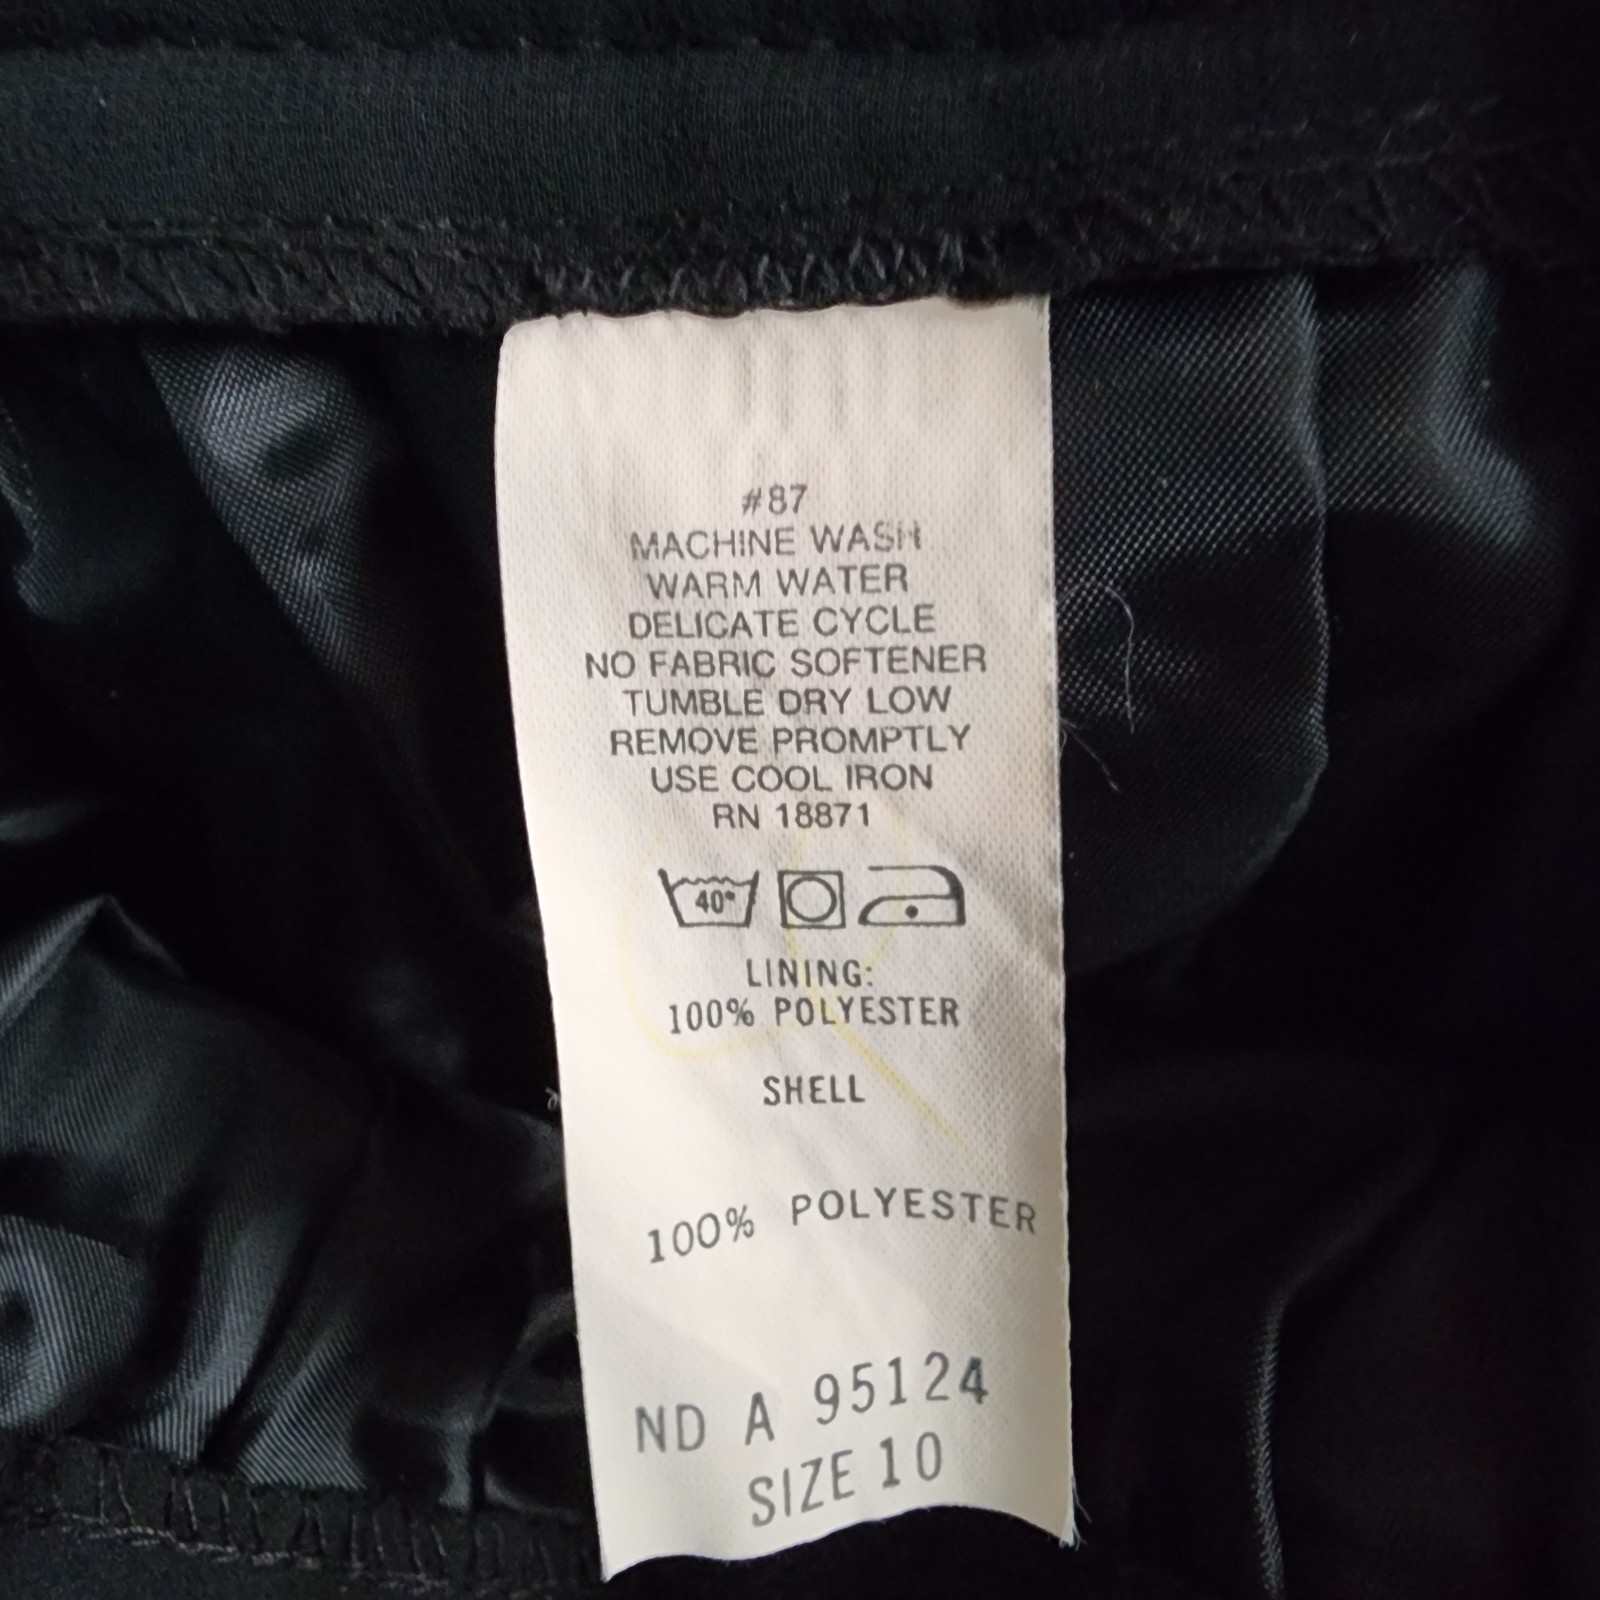 #87
MACHINE WASH
WARM WATER
DELICATE CYCLE
NO FABRIC SOFTENER
TUMBLE DRY LOW
REMOVE PROMPTLY
USE COOL IRON
RN 18871
40°
LINING:
100% POLYESTER
SHELL
100% POLYESTER
ND A 95124
SIZE 10